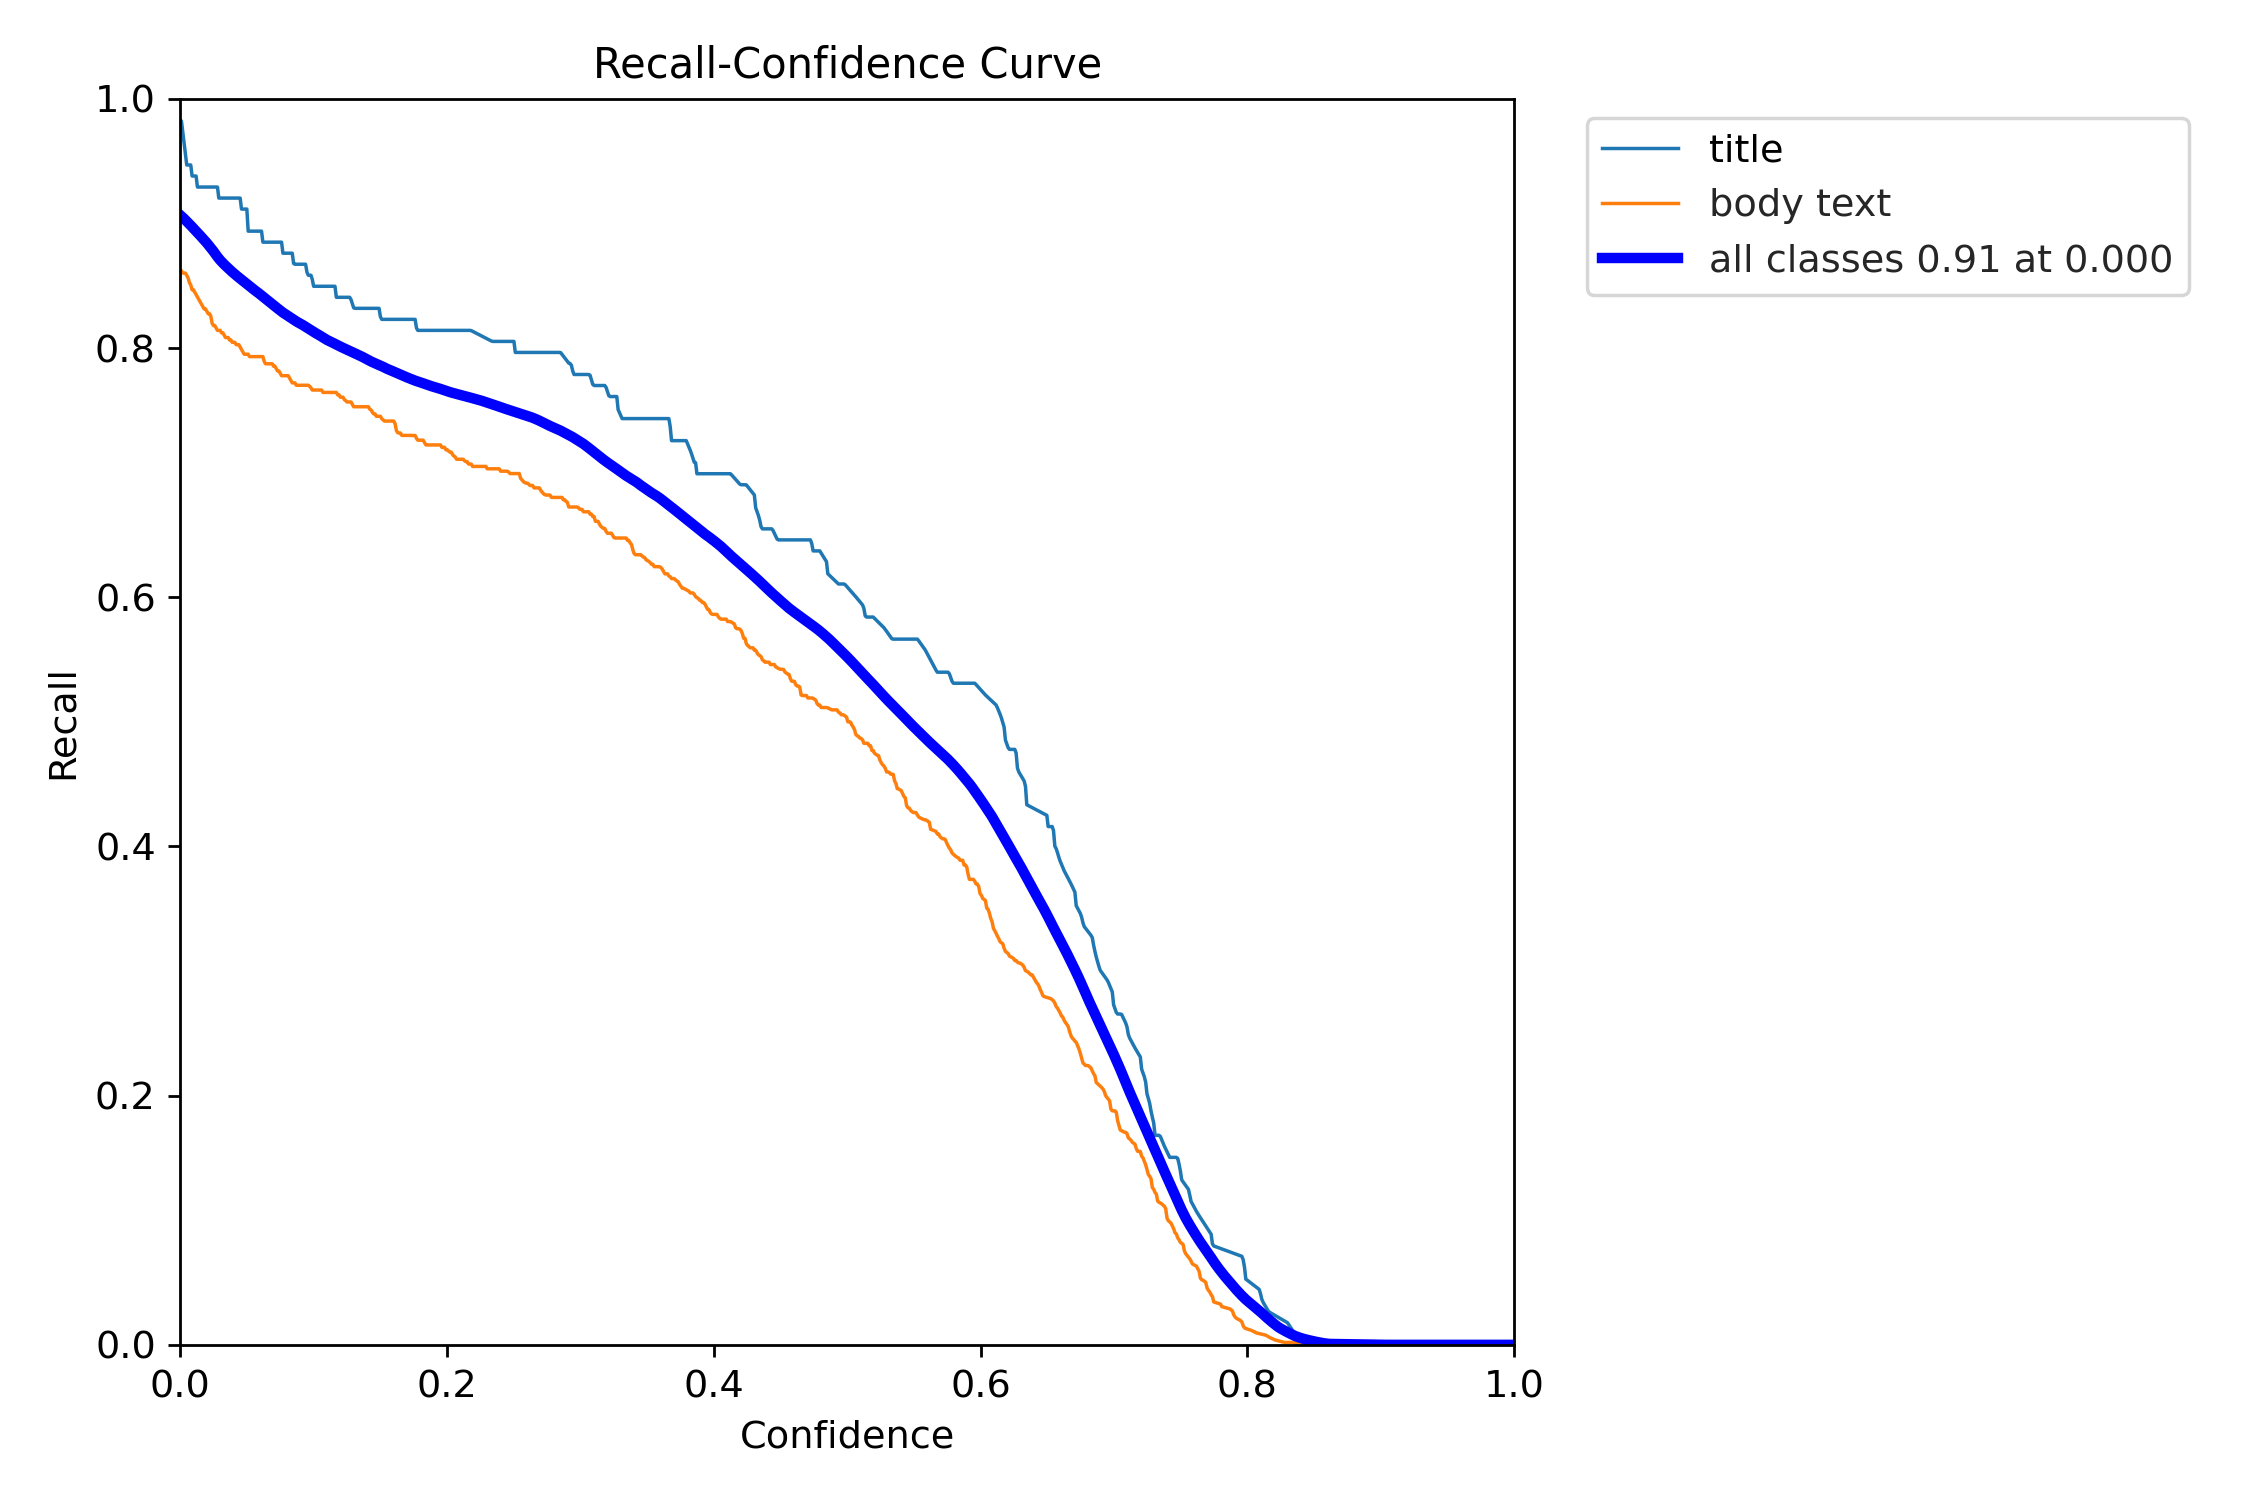 Recall-Confidence Curve
1.0
0.8
0.6
0.4
0.2
0.0
Recall
0.0 0.2 0.4 0.6 0.8 1.0
Confidence
title
body text
all classes 0.91 at 0.000